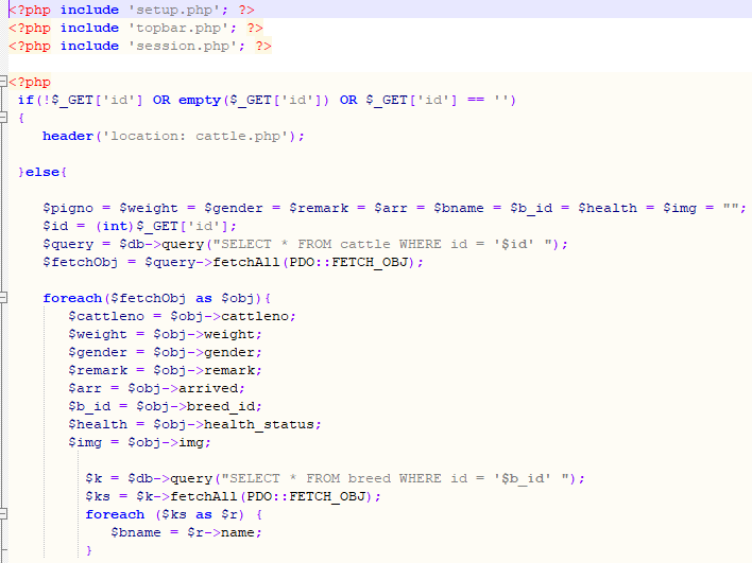 <?php include 'setup.php'; ?>
<?php include 'topbar.php'; ?>
<?php include 'session.php'; ?>
<?php
if(!$_GET['id'] OR empty($_GET['id']) OR $_GET['id'] == '')
{
header('location: cattle.php');
}else{
$pigno = $weight = $gender = $remark = $arr = $bname = $b_id = $health = $img = "";
$id = (int)$_GET['id'];
$query = $db->query("SELECT * FROM cattle WHERE id = '$id' ");
$fetchObj = $query->fetchAll(PDO::FETCH_OBJ);
foreach($fetchObj as $obj){
$cattleno = $obj->cattleno;
$weight = $obj->weight;
$gender = $obj->gender;
$remark = $obj->remark;
$arr = $obj->arrived;
$b_id = $obj->breed_id;
$health = $obj->health_status;
$img = $obj->img;
$k = $db->query("SELECT * FROM breed WHERE id = '$b_id' ");
$ks = $k->fetchAll(PDO::FETCH_OBJ);
foreach ($ks as $r) {
$bname = $r->name;
}